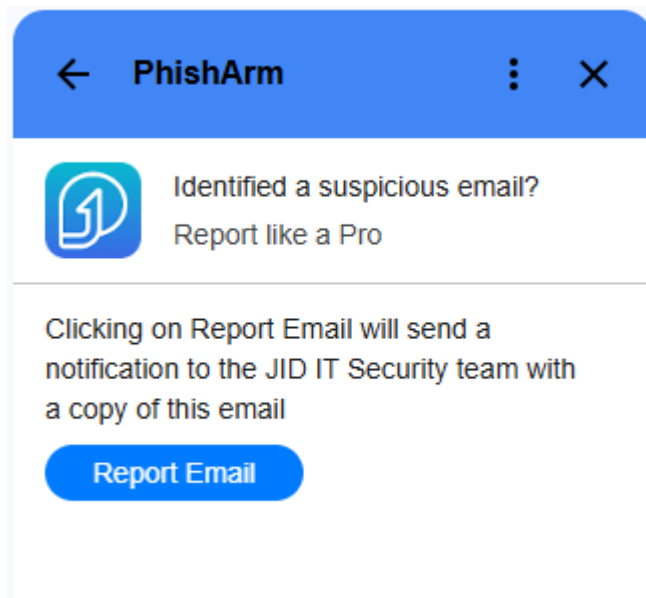 PhishArm
Identified a suspicious email?
Report like a Pro
Clicking on Report Email will send a
notification to the JID IT Security team with
a copy of this email
Report Email